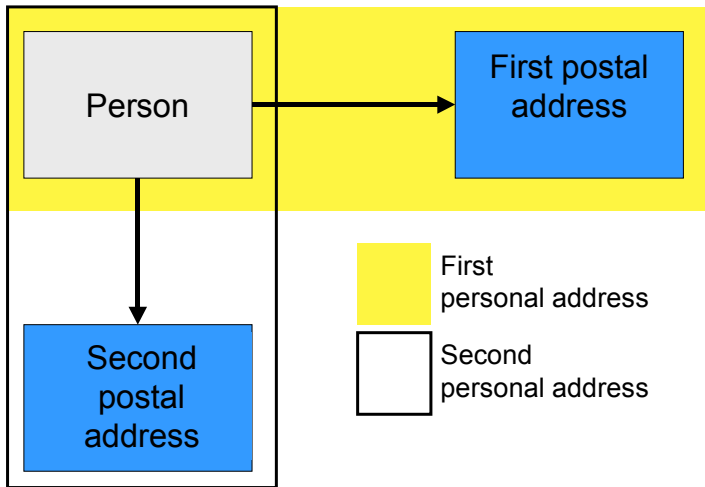 Person
First postal
address
First
personal address
Second
personal address
Second
postal
address